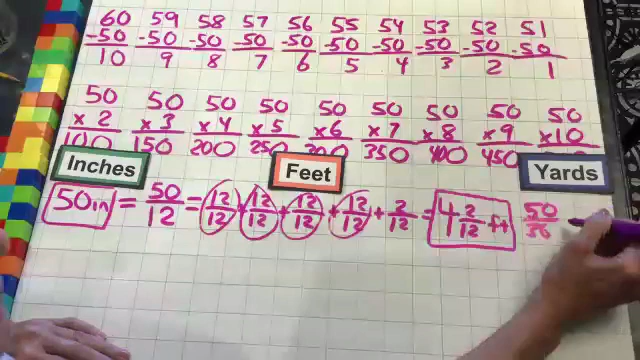 60 59 58 57 56 55 54 53 52 51
-50 -50 -50 -50 -50 -50 -50 -50 -50 -50
10 9 8 7 6 5 4 3 2 1
50 50 50 50 50 50 50 50 50 50
x 2 x 3 x 4 x 5 x 6 x 7 x 8 x 9 x 10
100 150 200 250 300 350 400 450
Inches Feet Yards
50in = 50/12 = 12/12 + 12/12 + 12/12 + 12/12 + 2/12 = 4 2/12 ft 50/36